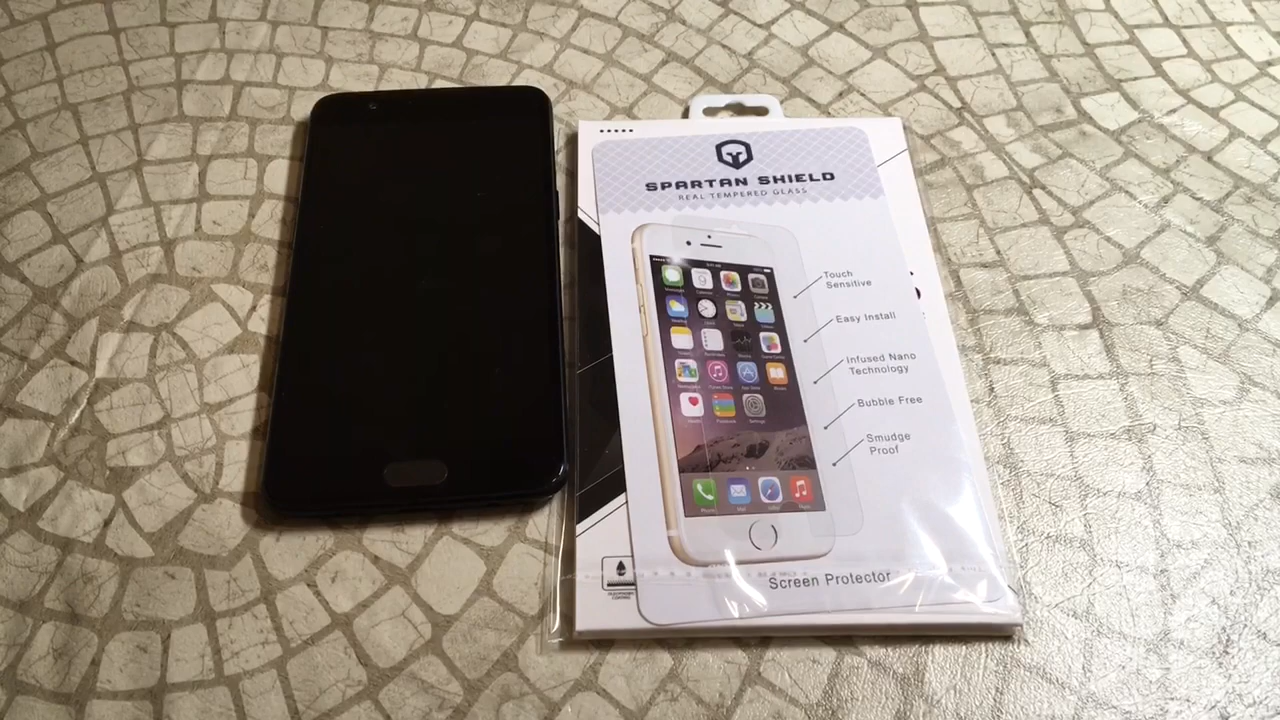 SPARTAN SHIELD
REAL TEMPERED GLASS
Touch
Sensitive
Easy Install
Infused Nano
Technology
Bubble Free
Smudge
Proof
Screen Protector